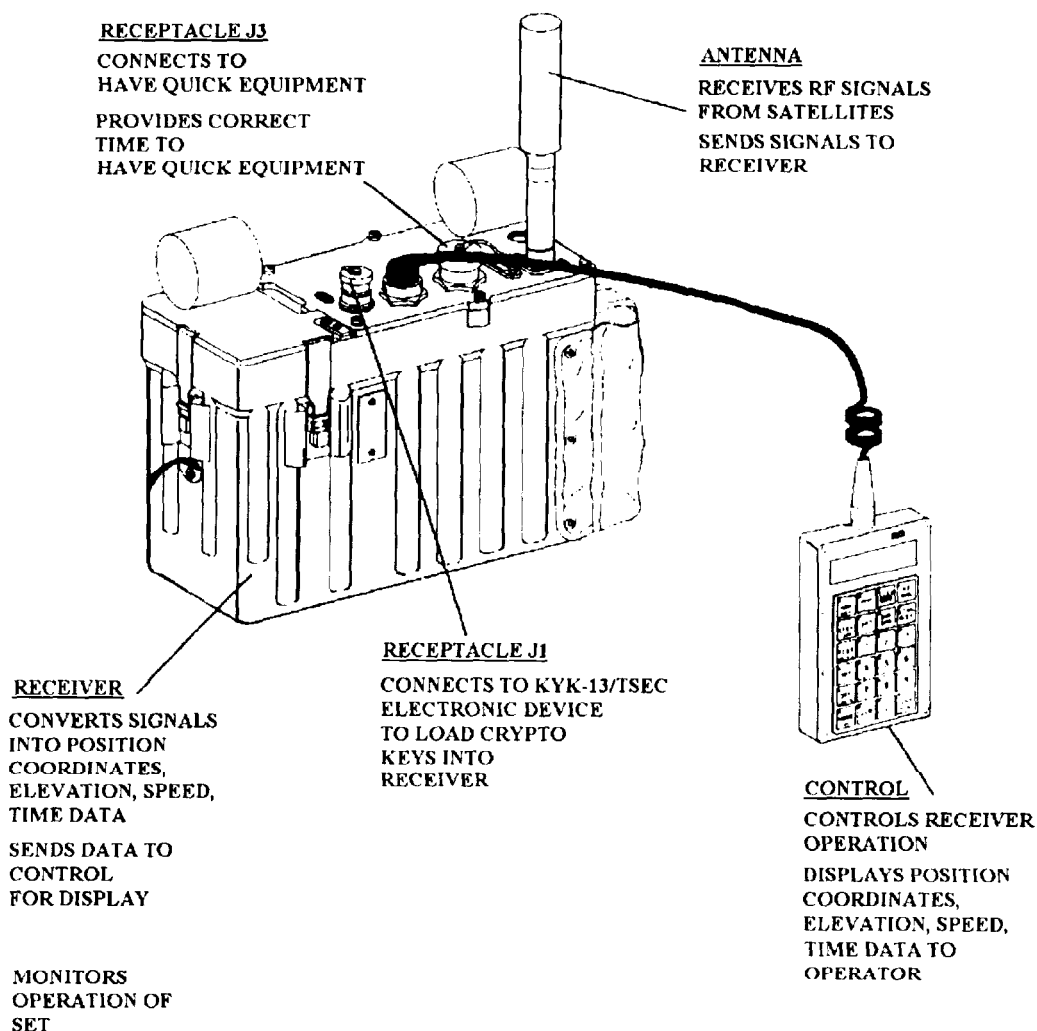 RECEPTACLE J3
CONNECTS TO
HAVE QUICK EQUIPMENT
PROVIDES CORRECT
TIME TO
HAVE QUICK EQUIPMENT
ANTENNA
RECEIVES RF SIGNALS
FROM SATELLITES
SENDS SIGNALS TO
RECEIVER
RECEIVER
CONVERTS SIGNALS
INTO POSITION
COORDINATES,
ELEVATION, SPEED,
TIME DATA
SENDS DATA TO
CONTROL
FOR DISPLAY
MONITORS
OPERATION OF
SET
RECEPTACLE J1
CONNECTS TO KYK-13/TSEC
ELECTRONIC DEVICE
TO LOAD CRYPTO
KEYS INTO
RECEIVER
CONTROL
CONTROLS RECEIVER
OPERATION
DISPLAYS POSITION
COORDINATES,
ELEVATION, SPEED,
TIME DATA TO
OPERATOR